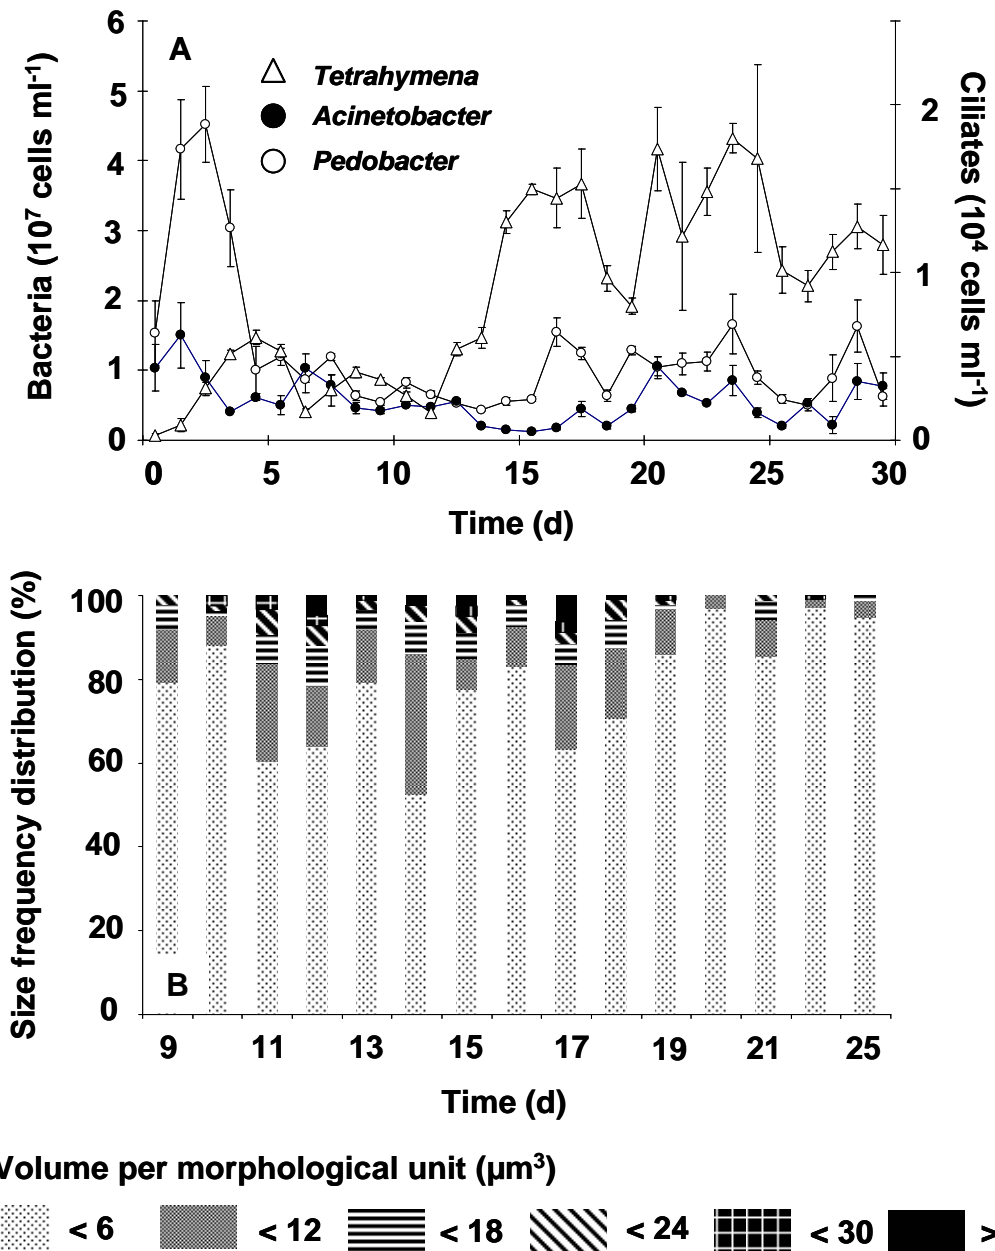 6
5
4
3
2
1
0
Bacteria (10⁷ cells ml⁻¹)
A
Tetrahymena
Acinetobacter
Pedobacter
2
1
0
Ciliates (10⁴ cells ml⁻¹)
0 5 10 15 20 25 30
Time (d)
100
80
60
40
20
0
Size frequency distribution (%)
B
9 11 13 15 17 19 21 25
Time (d)
Volume per morphological unit (µm³)
< 6 < 12 < 18 < 24 < 30 >